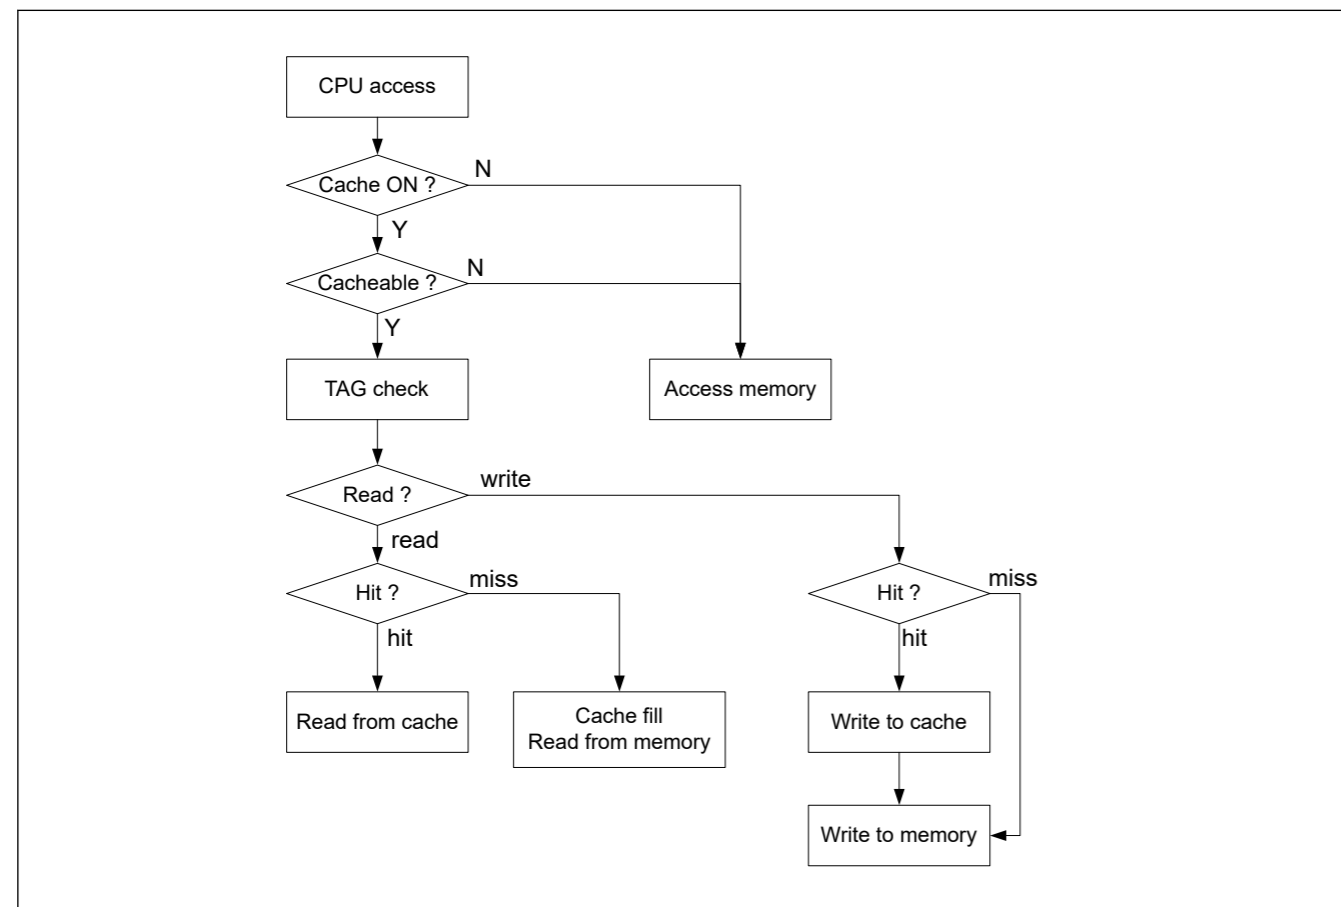 CPU access
Cache ON ?
N
Y
Cacheable ?
N
Y
TAG check
Access memory
Read ?
write
read
Hit ?
miss
Hit ?
miss
hit
hit
Read from cache
Cache fill
Read from memory
Write to cache
Write to memory